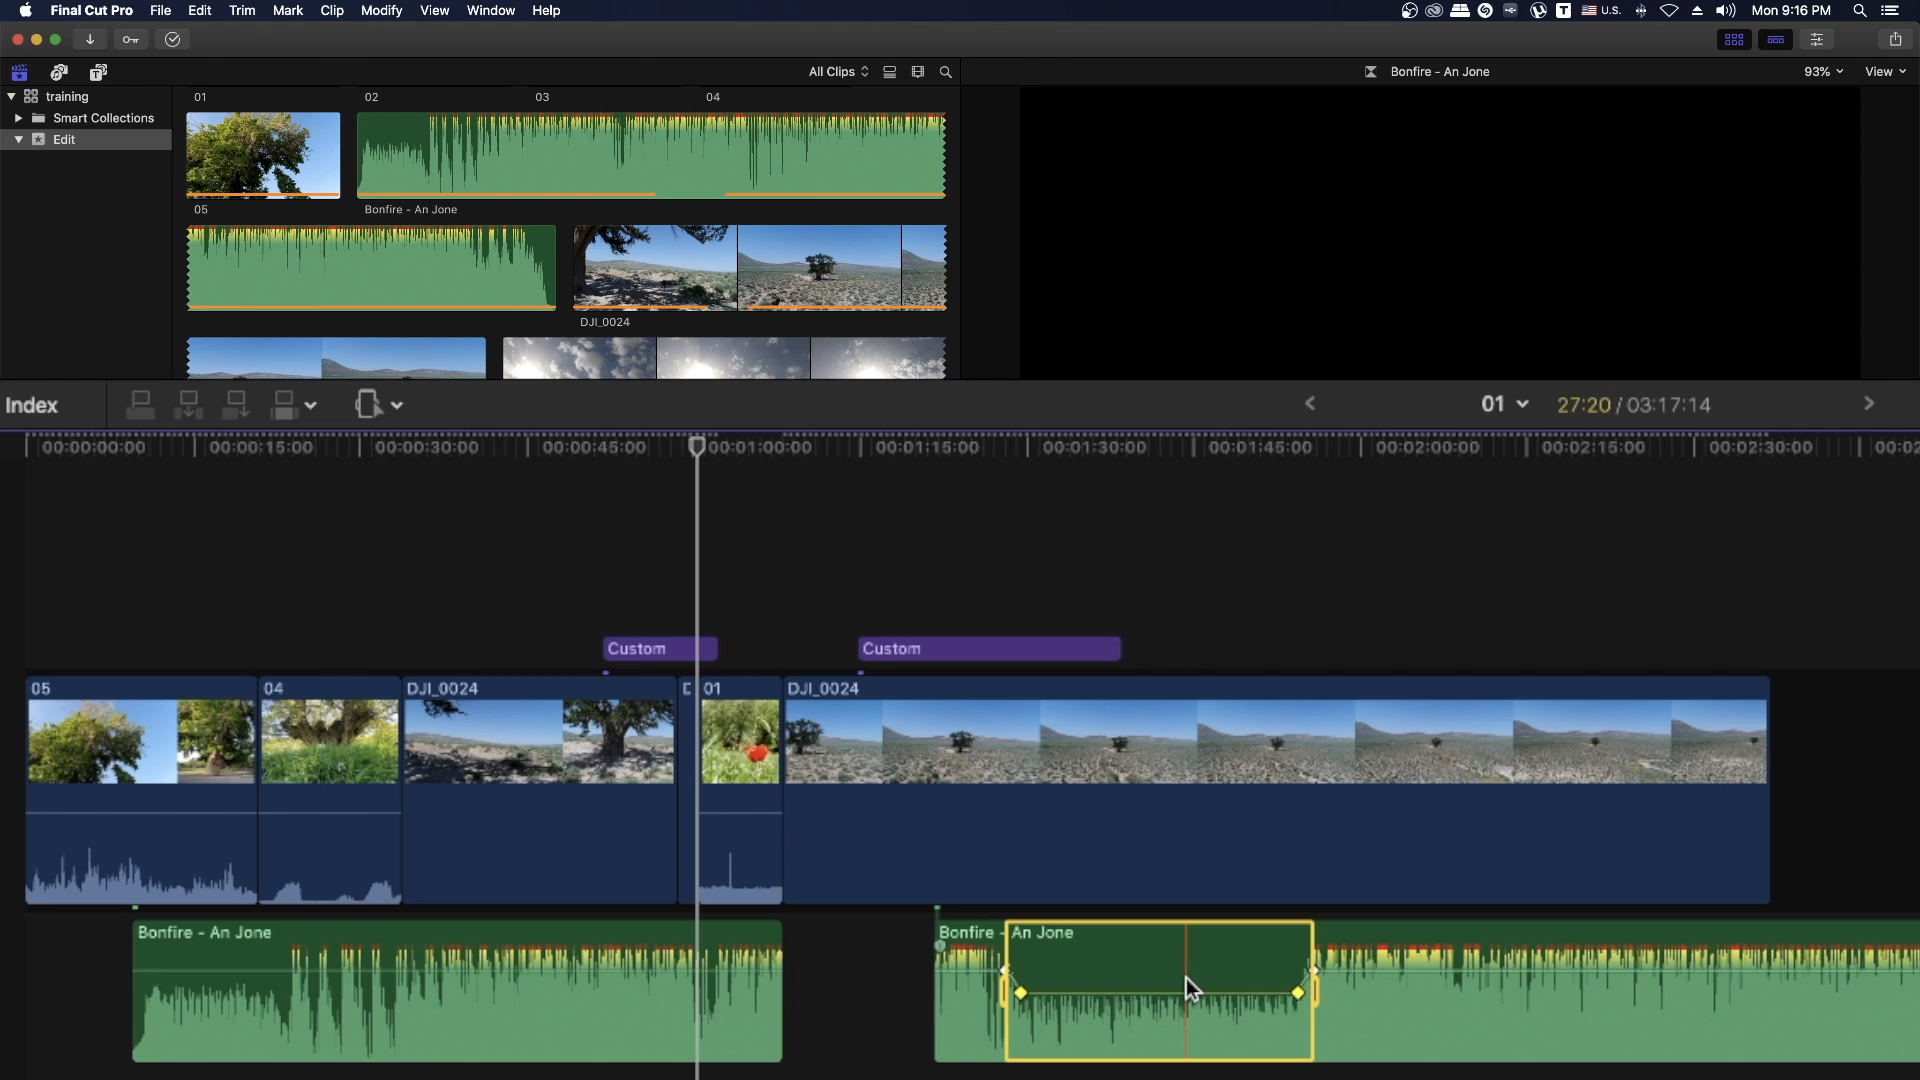 Final Cut Pro File Edit Trim Mark Clip Modify View Window Help U.S. Mon 9:16 PM
All Clips Bonfire - An Jone 93% View
training
Smart Collections
Edit
01 02 03 04
05 Bonfire - An Jone
DJI_0024
Index 01 27:20 / 03:17:14
00:00:00:00 00:00:15:00 00:00:30:00 00:00:45:00 00:01:00:00 00:01:15:00 00:01:30:00 00:01:45:00 00:02:00:00 00:02:15:00 00:02:30:00 00:02
Custom Custom
05 04 DJI_0024 D 01 DJI_0024
Bonfire - An Jone Bonfire - An Jone